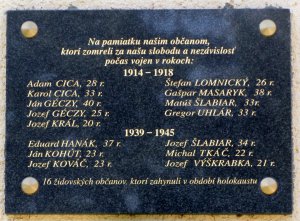 Na pamiatku našim občanom,
ktorí zomreli za našu slobodu a nezávislosť
počas vojen v rokoch:
1914 – 1918
Adam CICA, 28 r.
Karol CICA, 33 r.
Ján GÉCZY, 40 r.
Jozef GÉCZY, 25 r.
Jozef KRÁL, 20 r.
Štefan LOMNICKÝ, 26 r.
Gašpar MASARYK, 38 r.
Matúš ŠLABIAR, 33r.
Gregor UHLÁR, 33 r.
1939 – 1945
Eduard HANÁK, 37 r.
Ján KOHÚT, 23 r.
Jozef KOVÁČ, 23 r.
Jozef ŠLABIAR, 34 r.
Michal TKÁČ, 22 r.
Jozef VÝŠKRABKA, 21 r.
16 židovských občanov, ktorí zahynuli v období holokaustu